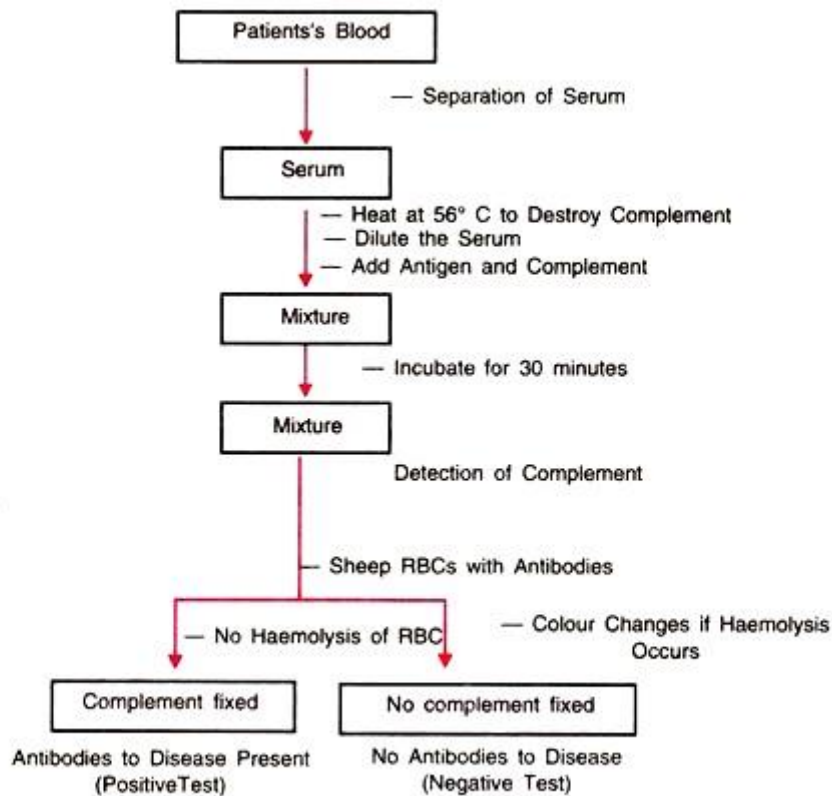 Patients's Blood
— Separation of Serum
Serum
— Heat at 56° C to Destroy Complement
— Dilute the Serum
— Add Antigen and Complement
Mixture
— Incubate for 30 minutes
Mixture
Detection of Complement
— Sheep RBCs with Antibodies
— No Haemolysis of RBC
— Colour Changes if Haemolysis
Occurs
Complement fixed
No complement fixed
Antibodies to Disease Present
(PositiveTest)
No Antibodies to Disease
(Negative Test)